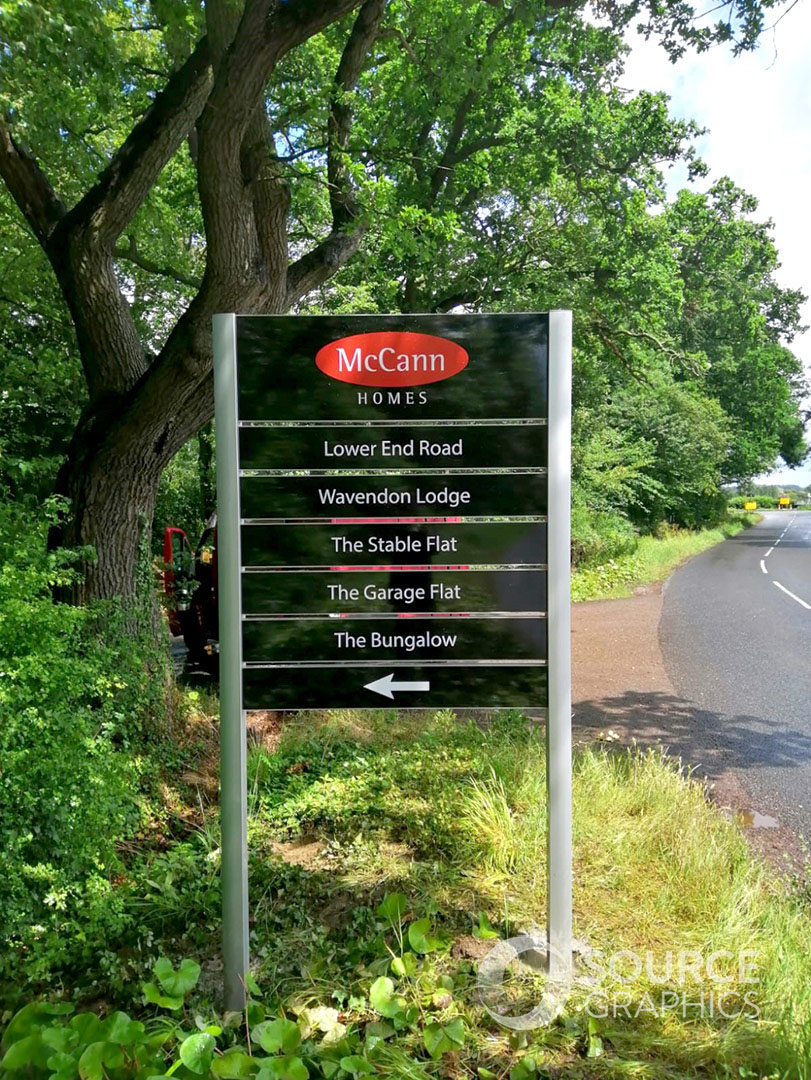 McCann
HOMES
Lower End Road
Wavendon Lodge
The Stable Flat
The Garage Flat
The Bungalow
SOURCE
GRAPHICS